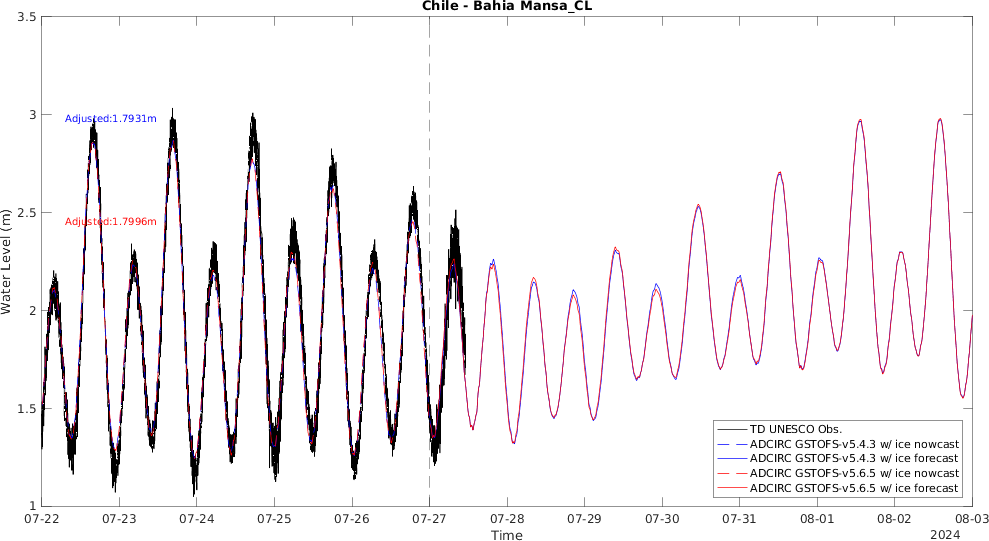 Chile - Bahia Mansa_CL
3.5
3
2.5
2
1.5
1
Water Level (m)
Adjusted:1.7931m
Adjusted:1.7996m
TD UNESCO Obs.
ADCIRC GSTOFS-v5.4.3 w/ ice nowcast
ADCIRC GSTOFS-v5.4.3 w/ ice forecast
ADCIRC GSTOFS-v5.6.5 w/ ice nowcast
ADCIRC GSTOFS-v5.6.5 w/ ice forecast
07-22 07-23 07-24 07-25 07-26 07-27 07-28 07-29 07-30 07-31 08-01 08-02 08-03
Time
2024